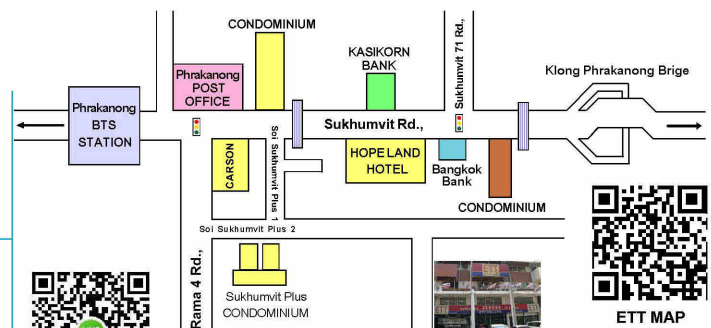 CONDOMINIUM
KASIKORN
BANK
Sukhumvit 71 Rd.,
Klong Phrakanong Brige
Phrakanong
POST
OFFICE
Phrakanong
BTS
STATION
Sukhumvit Rd.,
CARSON
Soi Sukhumvit Plus 1
HOPE LAND
HOTEL
Bangkok
Bank
CONDOMINIUM
Soi Sukhumvit Plus 2
Rama 4 Rd.,
Sukhumvit Plus
CONDOMINIUM
ETT MAP